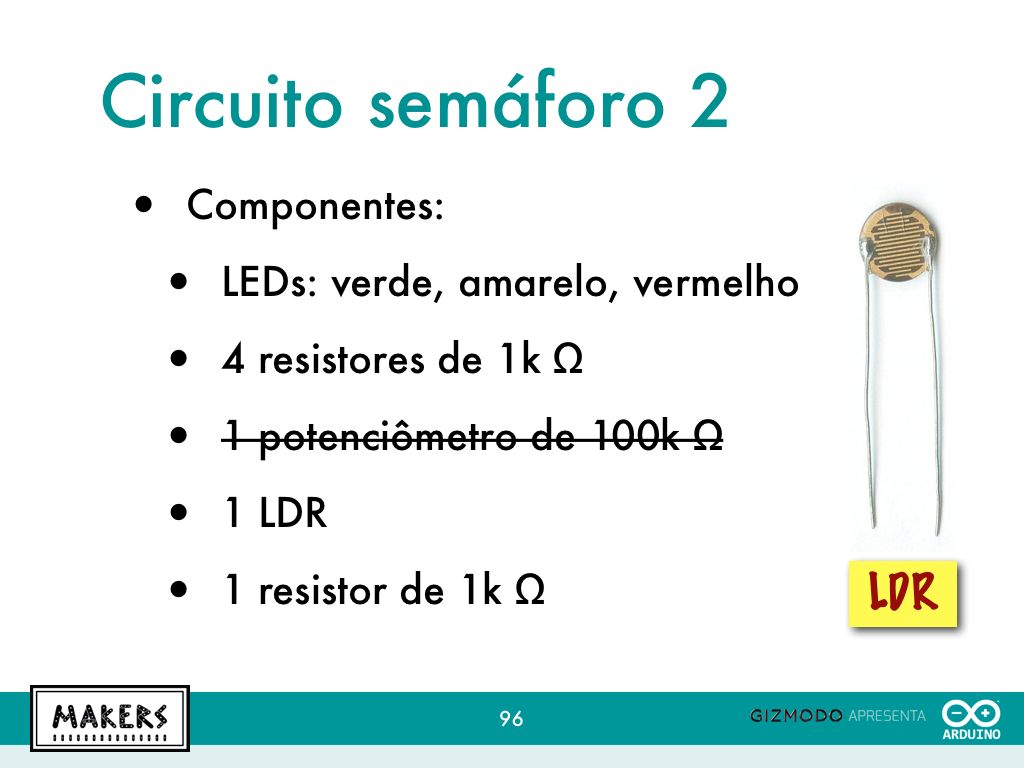 Circuito semáforo 2
• Componentes:
• LEDs: verde, amarelo, vermelho
• 4 resistores de 1k Ω
• 1 potenciômetro de 100k Ω
• 1 LDR
• 1 resistor de 1k Ω
LDR
MAKERS
96
GIZMODO APRESENTA
ARDUINO